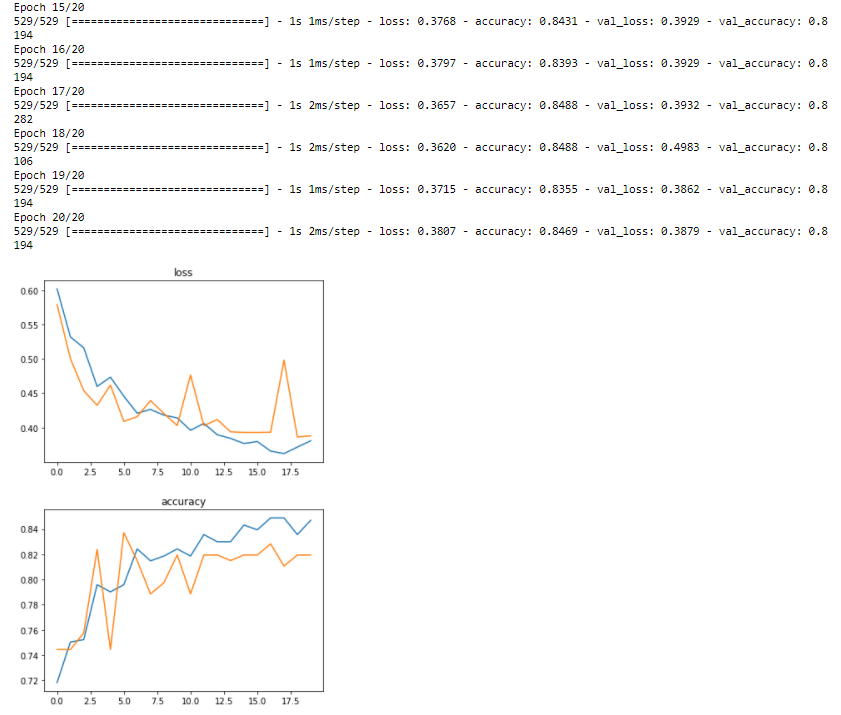 Epoch 15/20
529/529 [==============================] - 1s 1ms/step - loss: 0.3768 - accuracy: 0.8431 - val_loss: 0.3929 - val_accuracy: 0.8
194
Epoch 16/20
529/529 [==============================] - 1s 1ms/step - loss: 0.3797 - accuracy: 0.8393 - val_loss: 0.3929 - val_accuracy: 0.8
194
Epoch 17/20
529/529 [==============================] - 1s 2ms/step - loss: 0.3657 - accuracy: 0.8488 - val_loss: 0.3932 - val_accuracy: 0.8
282
Epoch 18/20
529/529 [==============================] - 1s 2ms/step - loss: 0.3620 - accuracy: 0.8488 - val_loss: 0.4983 - val_accuracy: 0.8
106
Epoch 19/20
529/529 [==============================] - 1s 1ms/step - loss: 0.3715 - accuracy: 0.8355 - val_loss: 0.3862 - val_accuracy: 0.8
194
Epoch 20/20
529/529 [==============================] - 1s 2ms/step - loss: 0.3807 - accuracy: 0.8469 - val_loss: 0.3879 - val_accuracy: 0.8
194
loss
0.60
0.55
0.50
0.45
0.40
0.0 2.5 5.0 7.5 10.0 12.5 15.0 17.5
accuracy
0.84
0.82
0.80
0.78
0.76
0.74
0.72
0.0 2.5 5.0 7.5 10.0 12.5 15.0 17.5